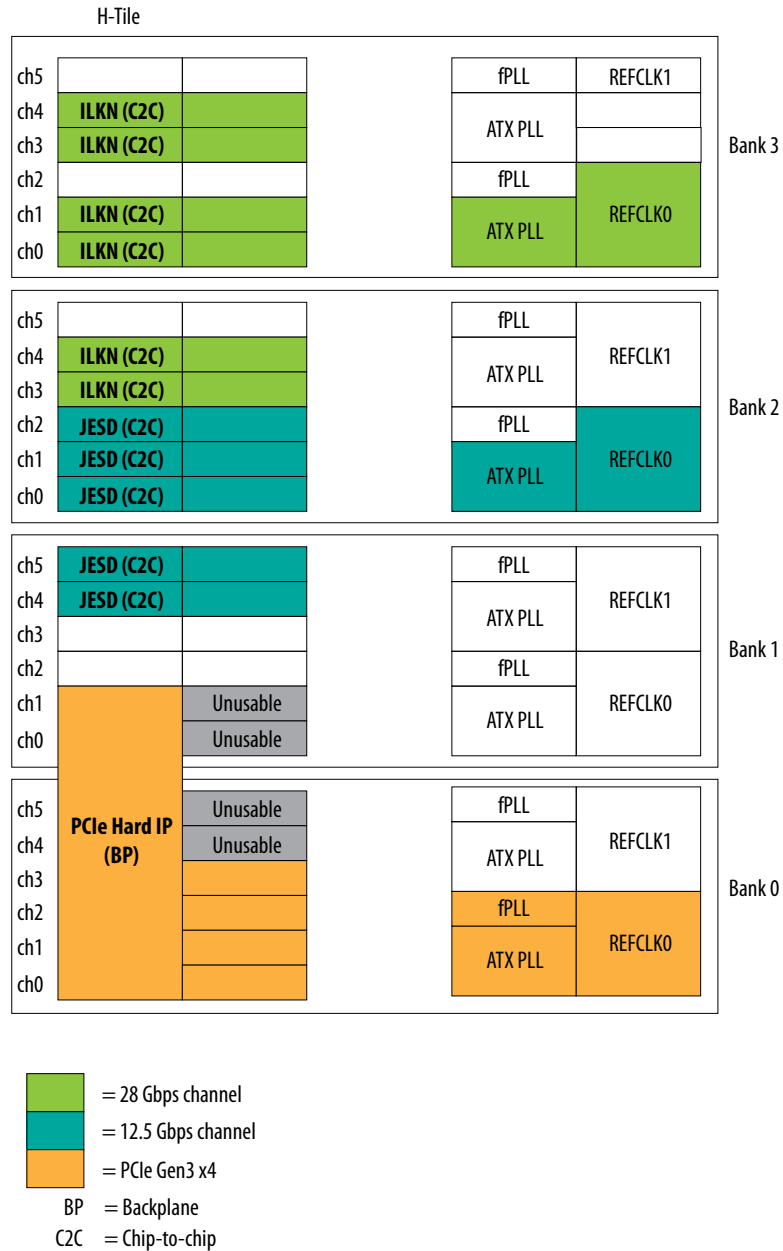 H-Tile
ch5 fPLL REFCLK1
ch4 ILKN (C2C) ATX PLL
ch3 ILKN (C2C) Bank 3
ch2 fPLL
ch1 ILKN (C2C) ATX PLL REFCLK0
ch0 ILKN (C2C)
ch5 fPLL REFCLK1
ch4 ILKN (C2C) ATX PLL
ch3 ILKN (C2C) Bank 2
ch2 JESD (C2C) fPLL
ch1 JESD (C2C) ATX PLL REFCLK0
ch0 JESD (C2C)
ch5 JESD (C2C) fPLL REFCLK1
ch4 JESD (C2C) ATX PLL
ch3 Bank 1
ch2 fPLL
ch1 Unusable ATX PLL REFCLK0
ch0 Unusable
ch5 PCIe Hard IP Unusable fPLL REFCLK1
ch4 (BP) Unusable ATX PLL
ch3 Bank 0
ch2 fPLL
ch1 ATX PLL REFCLK0
ch0
= 28 Gbps channel
= 12.5 Gbps channel
= PCIe Gen3 x4
BP = Backplane
C2C = Chip-to-chip